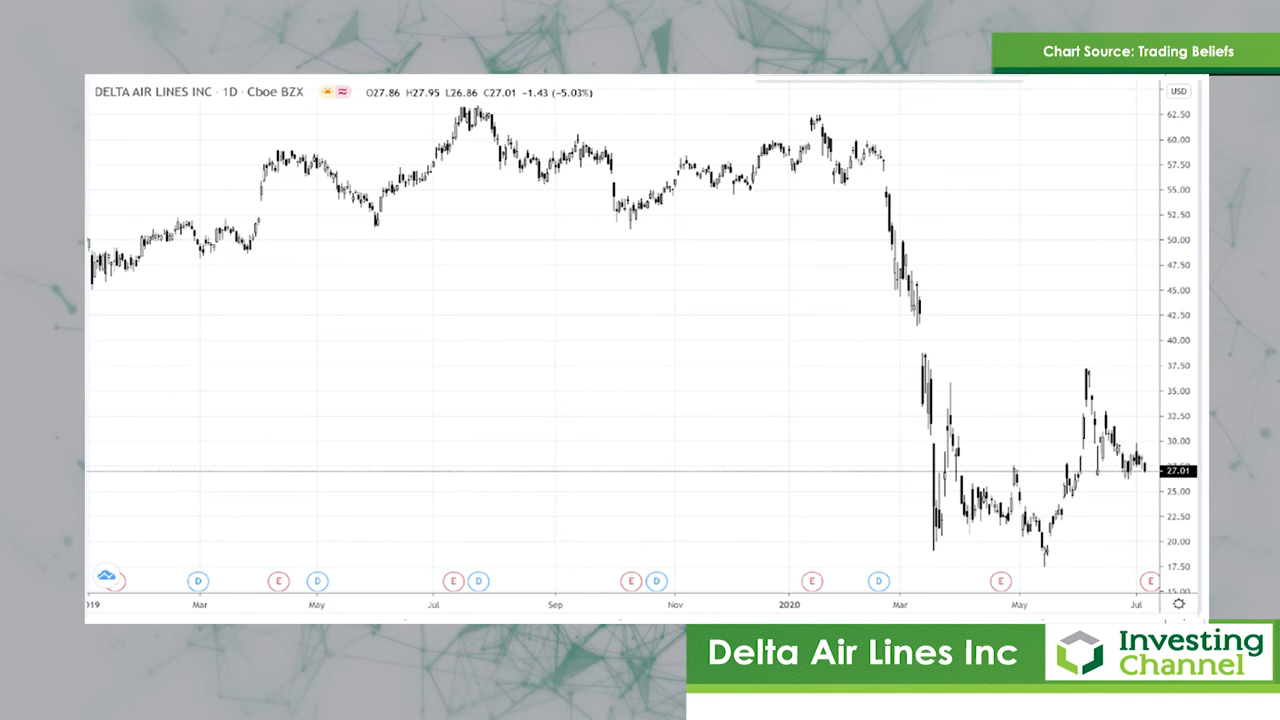 Chart Source: Trading Beliefs
DELTA AIR LINES INC · 1D · Cboe BZX O27.86 H27.95 L26.86 C27.01 −1.43 (−5.03%)
USD
62.50
60.00
57.50
55.00
52.50
50.00
47.50
45.00
42.50
40.00
37.50
35.00
32.50
30.00
27.01
25.00
22.50
20.00
17.50
15.00
D E D E D E D E D E E
Mar May Jul Sep Nov 2020 Mar May Jul
Delta Air Lines Inc
Investing
Channel